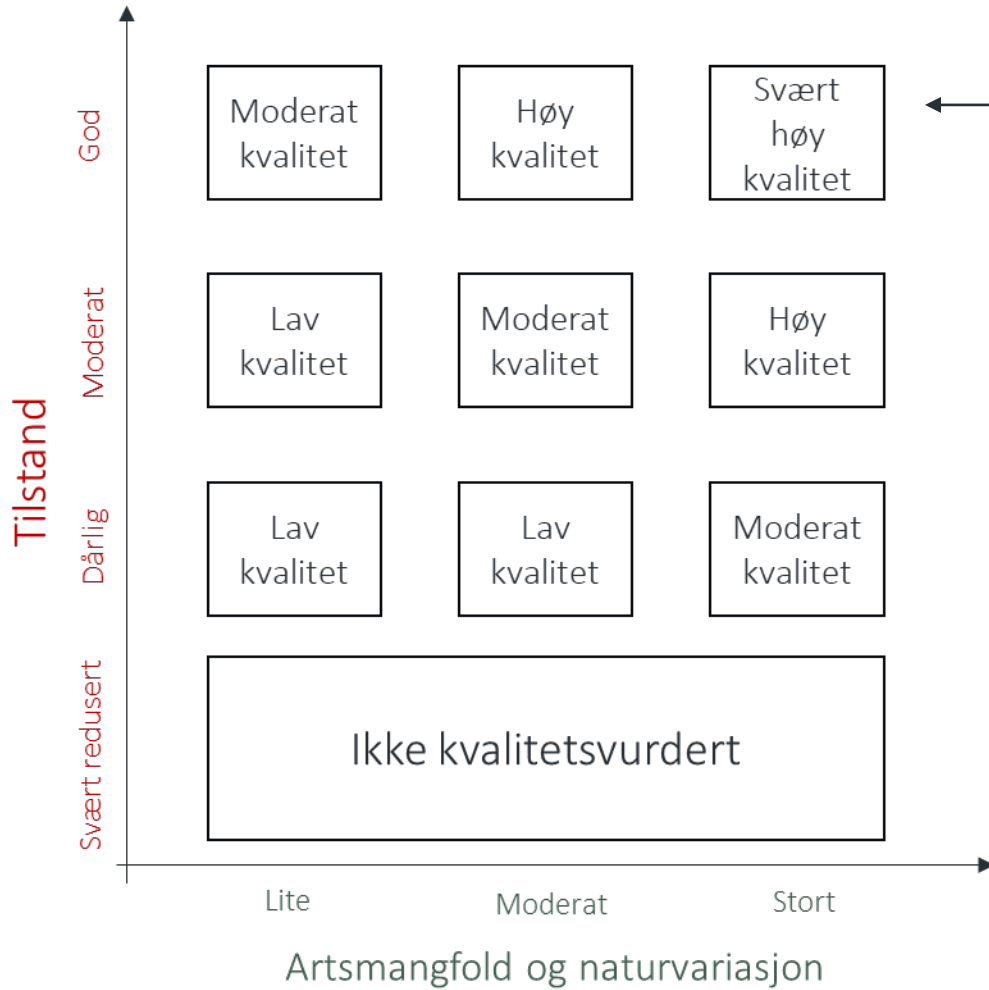 Tilstand
God
Moderat
kvalitet
Høy
kvalitet
Svært
høy
kvalitet
Moderat
Lav
kvalitet
Moderat
kvalitet
Høy
kvalitet
Dårlig
Lav
kvalitet
Lav
kvalitet
Moderat
kvalitet
Svært redusert
Ikke kvalitetsvurdert
Lite
Moderat
Stort
Artsmangfold og naturvariasjon